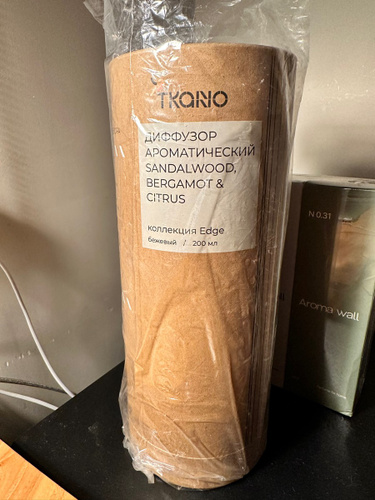 TKANO
ДИФФУЗОР
АРОМАТИЧЕСКИЙ
SANDALWOOD,
BERGAMOT &
CITRUS
коллекция Edge
бежевый / 200 мл
N 0.31
Aroma wall